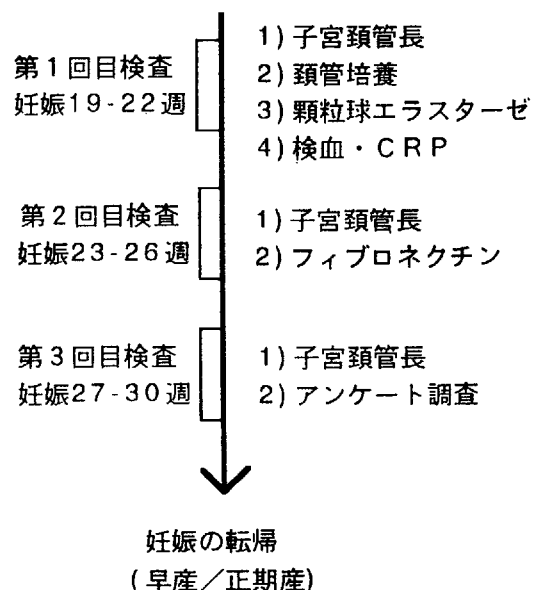 第1回目検査
妊娠19-22週
1)子宮頚管長
2)頚管培養
3)顆粒球エラスターゼ
4)検血・CRP
第2回目検査
妊娠23-26週
1)子宮頚管長
2)フィブロネクチン
第3回目検査
妊娠27-30週
1)子宮頚管長
2)アンケート調査
妊娠の転帰
(早産/正期産)